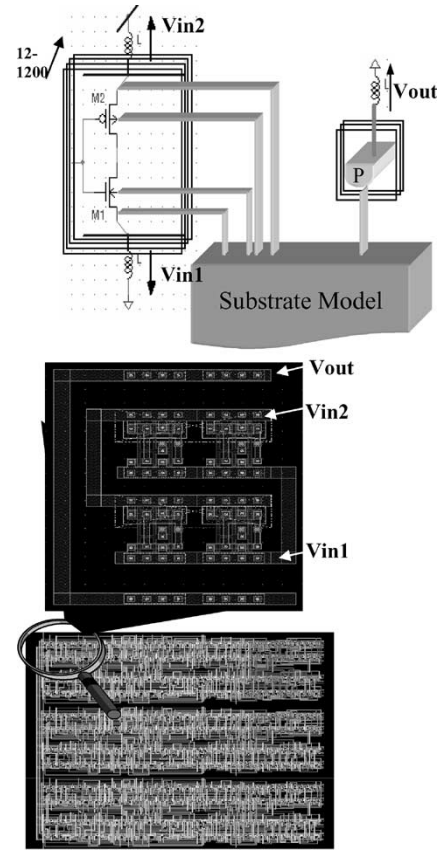 Vin2
12-
1200
L
M2
L
Vout
P
M1
L
Vin1
Substrate Model
Vout
Vin2
Vin1